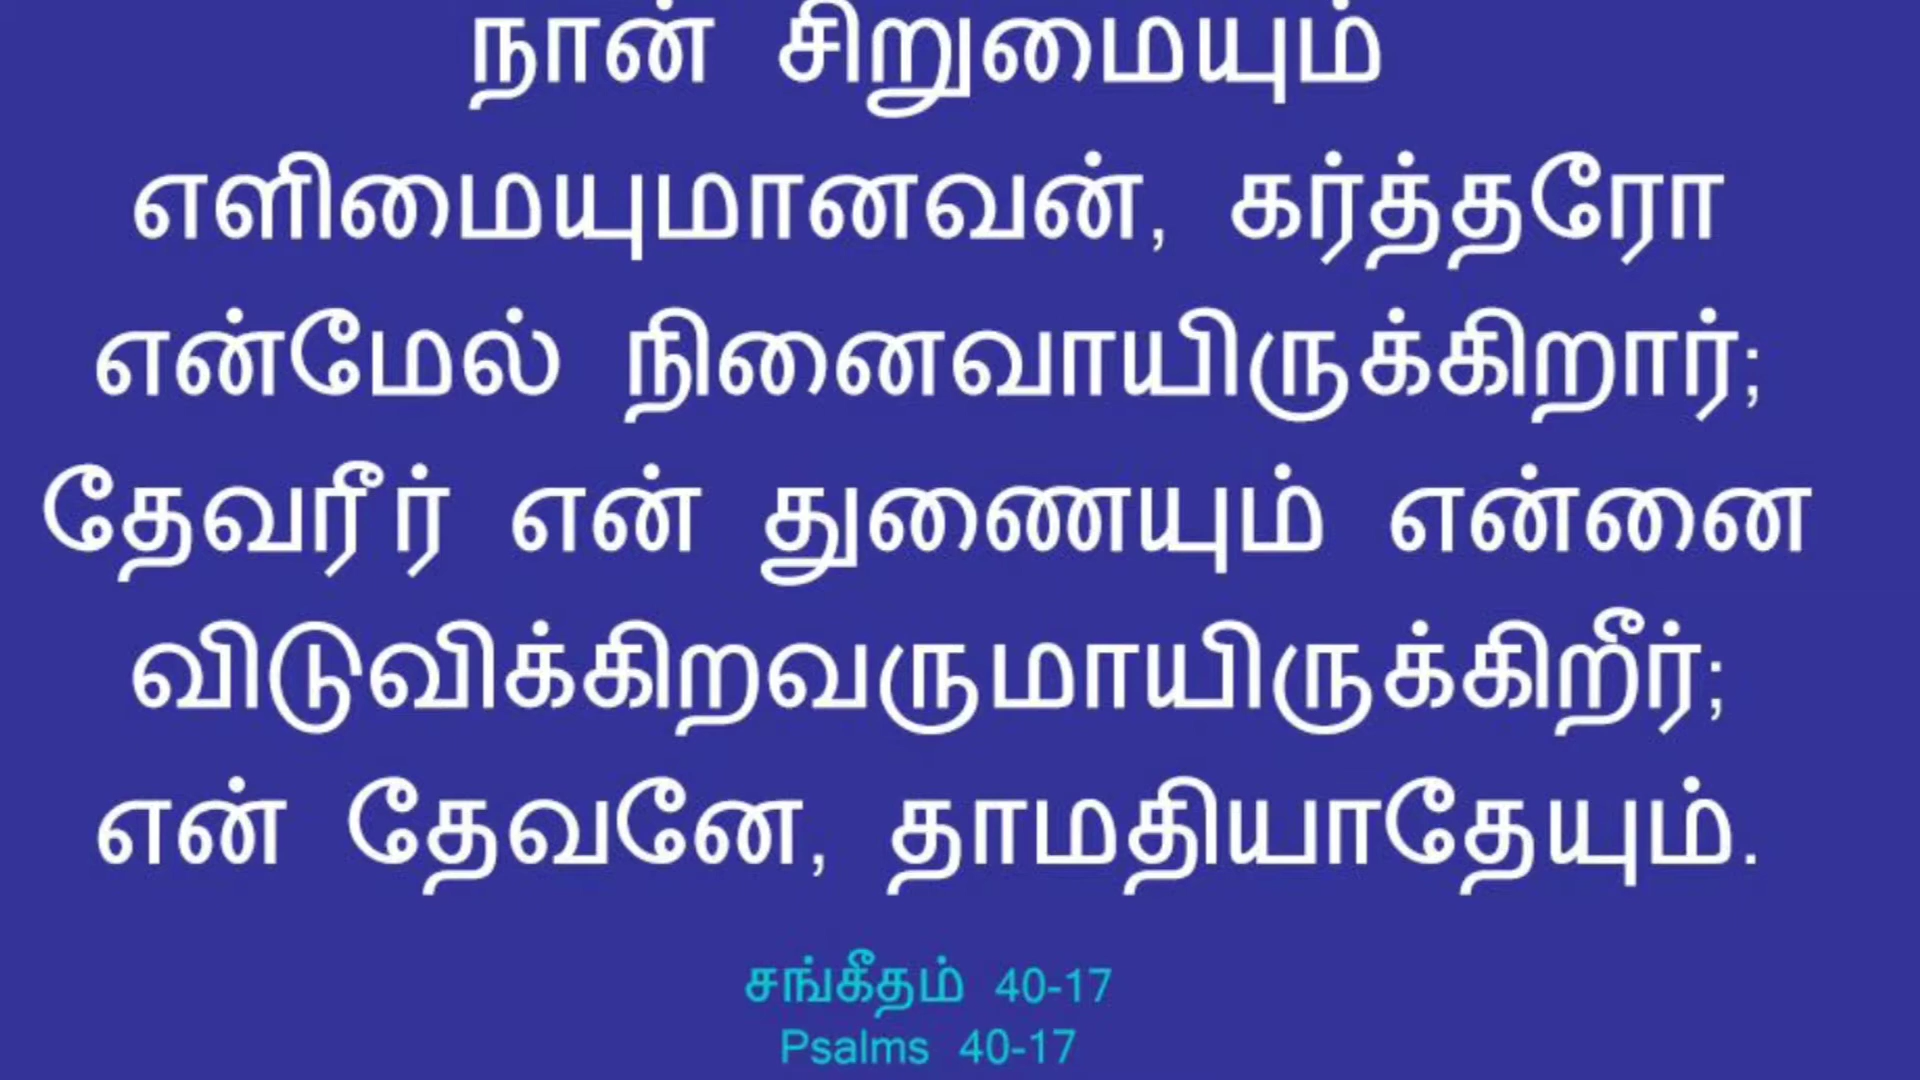 நான் சிறுமையும்
எளிமையுமானவன், கர்த்தரோ
என்மேல் நினைவாயிருக்கிறார்;
தேவரீர் என் துணையும் என்னை
விடுவிக்கிறவருமாயிருக்கிறீர்;
என் தேவனே, தாமதியாதேயும்.
சங்கீதம் 40-17
Psalms 40-17